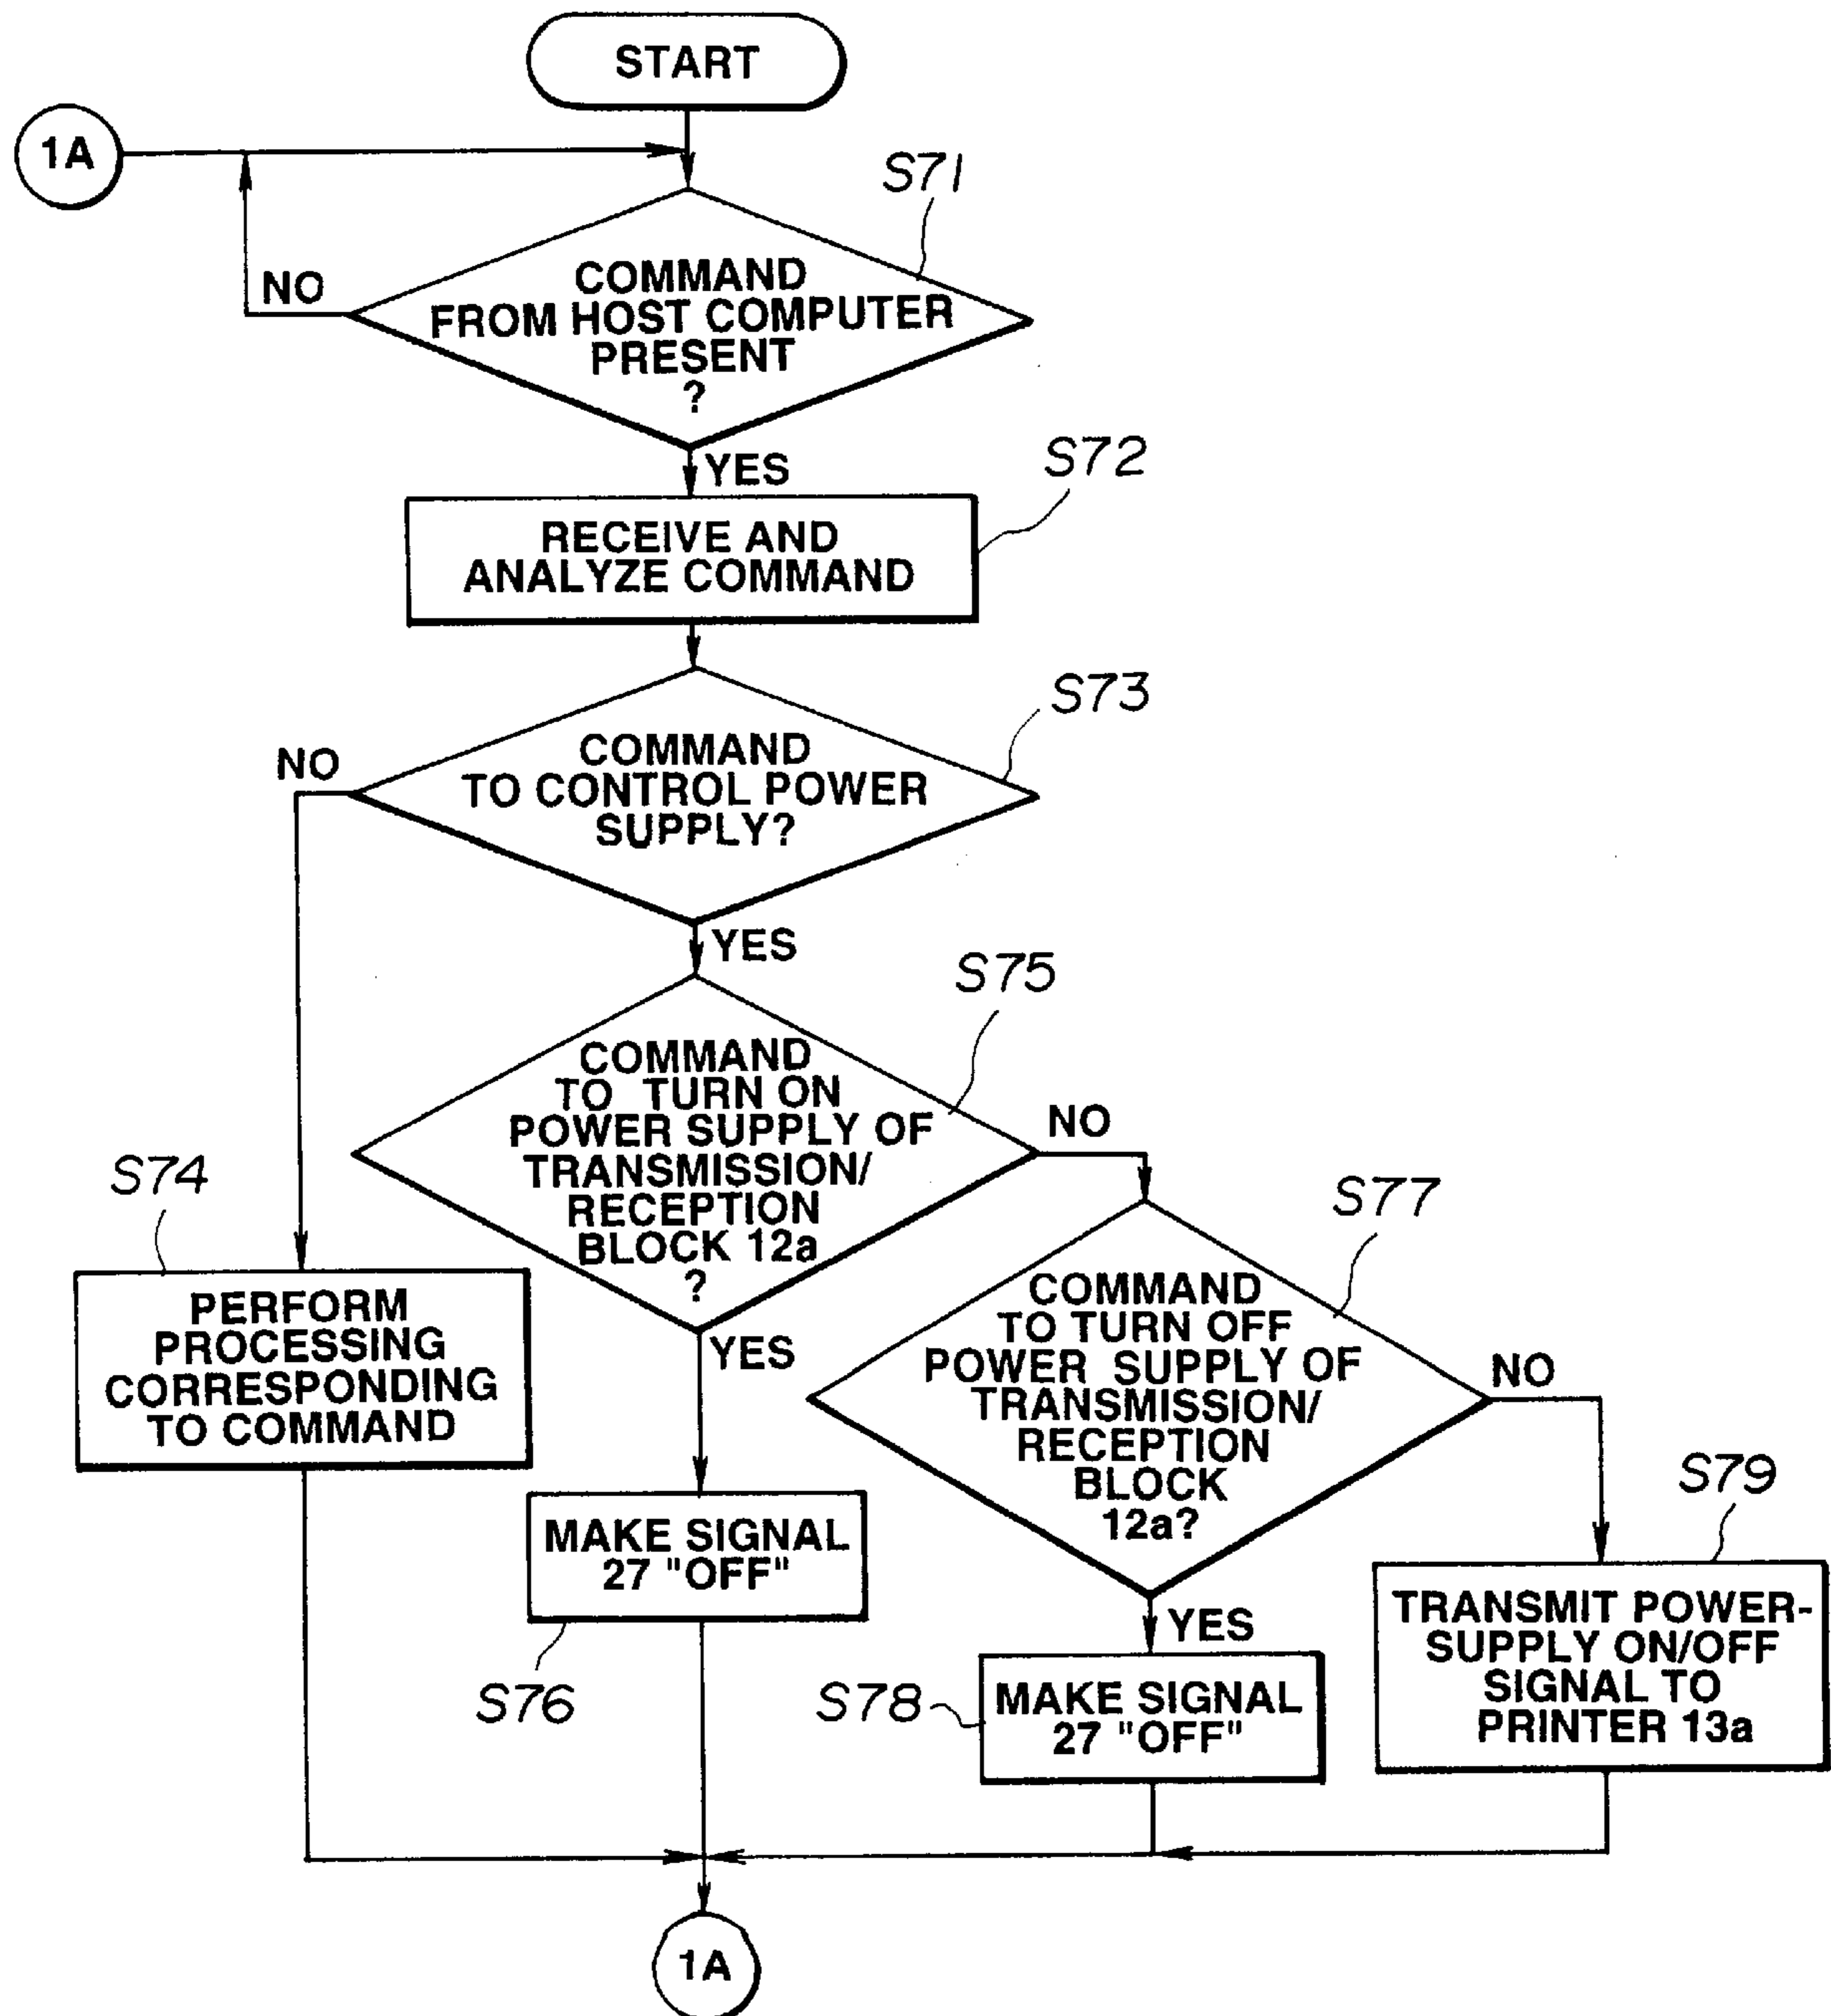 START
1A
S71
COMMAND
FROM HOST COMPUTER
PRESENT
?
NO
YES
S72
RECEIVE AND
ANALYZE COMMAND
S73
COMMAND
TO CONTROL POWER
SUPPLY?
NO
YES
S75
COMMAND
TO TURN ON
POWER SUPPLY OF
TRANSMISSION/
RECEPTION
BLOCK 12a
?
NO
YES
S74
PERFORM
PROCESSING
CORRESPONDING
TO COMMAND
S77
COMMAND
TO TURN OFF
POWER SUPPLY OF
TRANSMISSION/
RECEPTION
BLOCK
12a?
NO
YES
MAKE SIGNAL
27 "OFF"
S76
S78
MAKE SIGNAL
27 "OFF"
S79
TRANSMIT POWER-
SUPPLY ON/OFF
SIGNAL TO
PRINTER 13a
1A